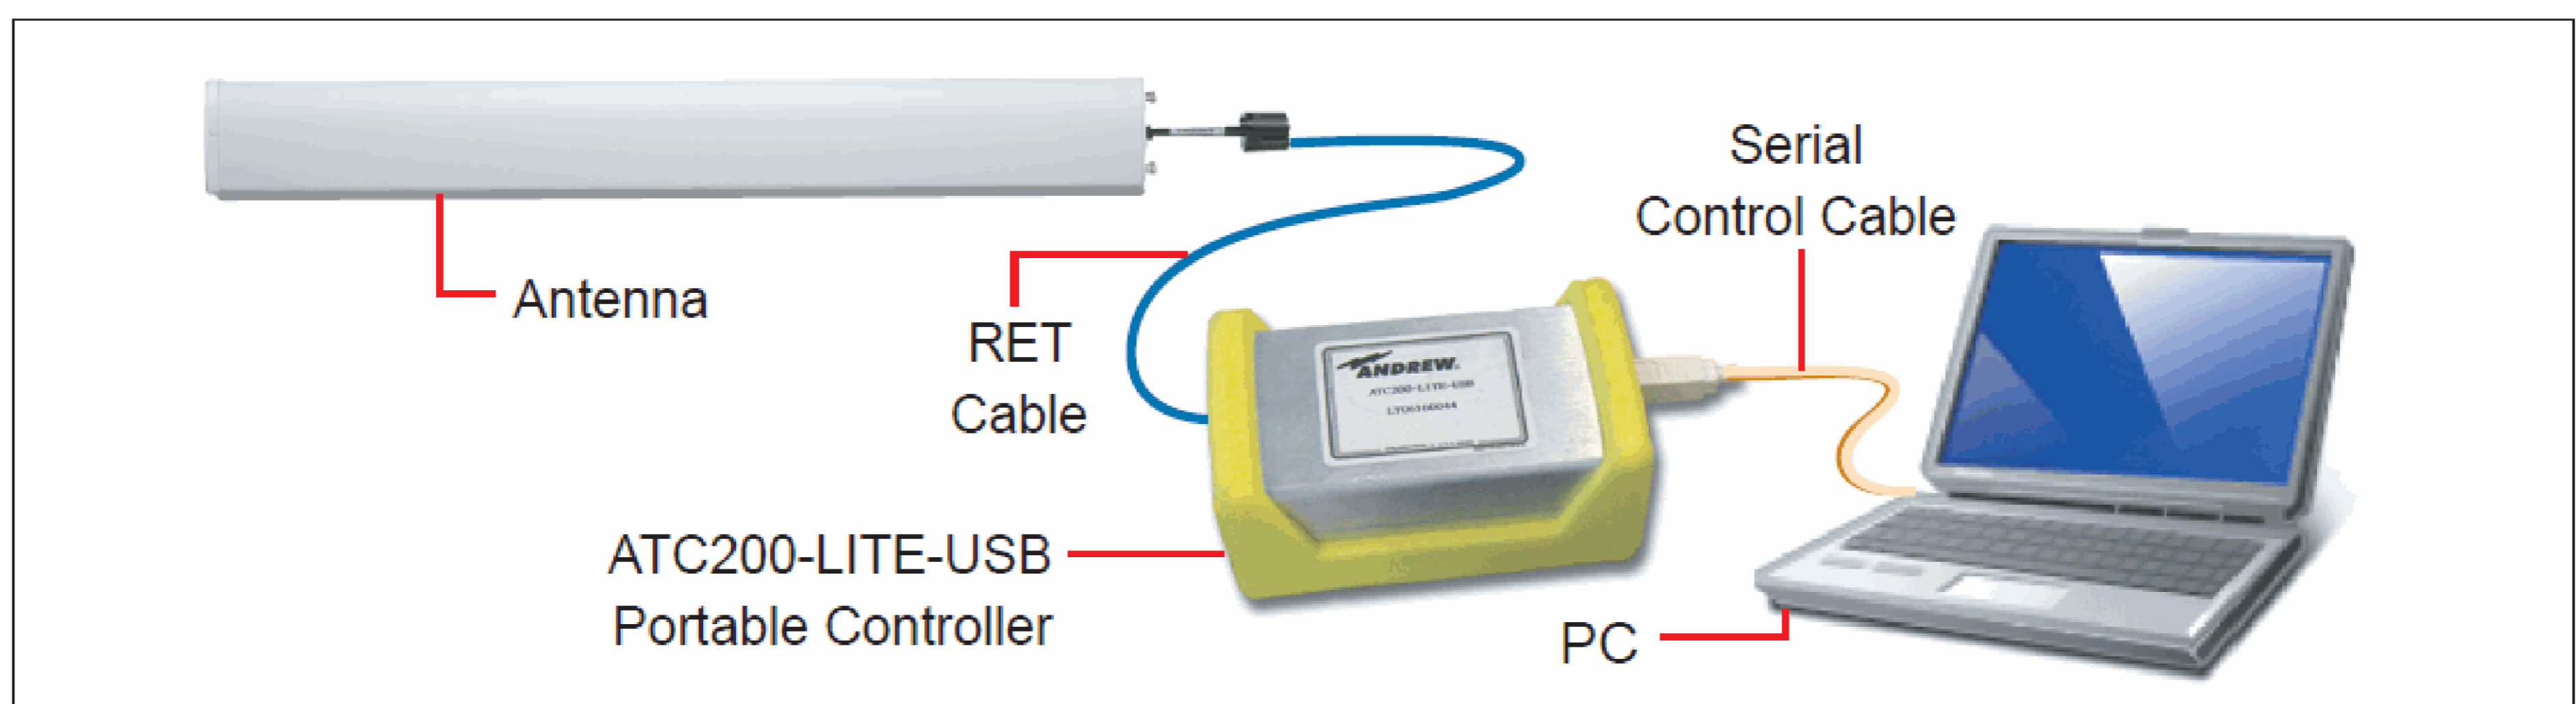 Antenna
RET
Cable
Serial
Control Cable
ANDREW.
ATC200-LITE-USB
ATC200-LITE-USB
Portable Controller
PC